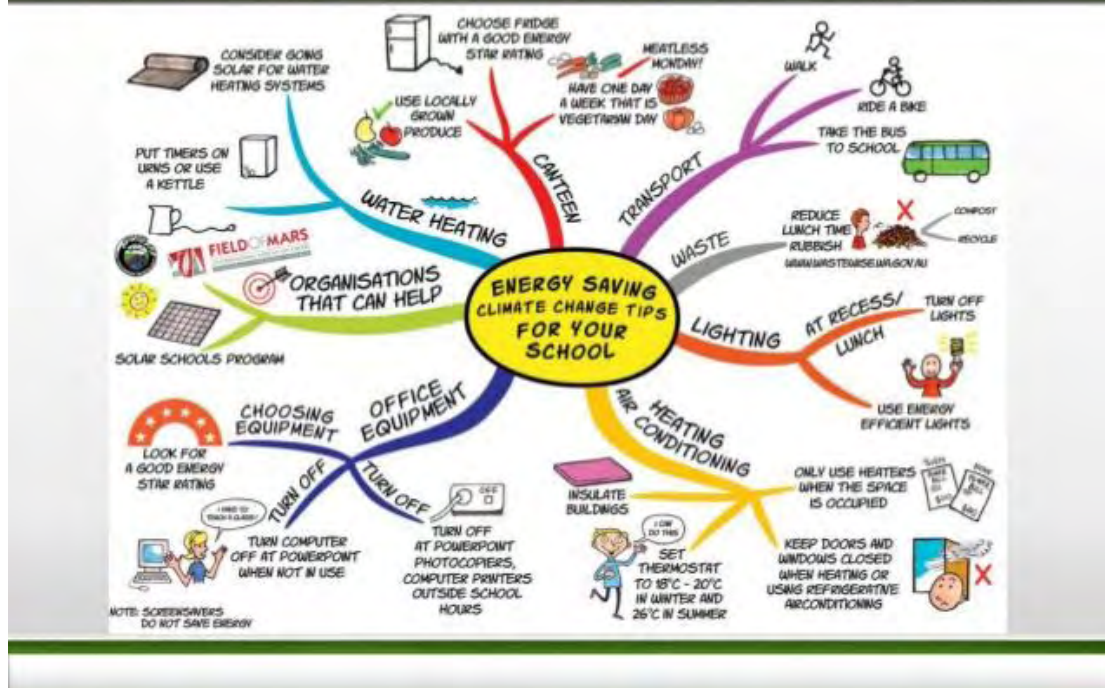 ENERGY SAVING
CLIMATE CHANGE TIPS
FOR YOUR
SCHOOL
CANTEEN
CHOOSE FRIDGE
WITH A GOOD ENERGY
STAR RATING
USE LOCALLY
GROWN
PRODUCE
MEATLESS
MONDAY!
HAVE ONE DAY
A WEEK THAT IS
VEGETARIAN DAY
TRANSPORT
WALK
RIDE A BIKE
TAKE THE BUS
TO SCHOOL
WASTE
REDUCE
LUNCH TIME
RUBBISH
WWW.WASTEWISE.WA.GOV.AU
COMPOST
RECYCLE
LIGHTING
AT RECESS/
LUNCH
TURN OFF
LIGHTS
USE ENERGY
EFFICIENT LIGHTS
HEATING
AIR
CONDITIONING
ONLY USE HEATERS
WHEN THE SPACE
IS OCCUPIED
KEEP DOORS AND
WINDOWS CLOSED
WHEN HEATING OR
USING REFRIGERATIVE
AIRCONDITIONING
I CAN
DO THIS
SET
THERMOSTAT
TO 18°C - 20°C
IN WINTER AND
26°C IN SUMMER
INSULATE
BUILDINGS
OFFICE
EQUIPMENT
TURN OFF
OFF
TURN OFF
AT POWERPOINT
PHOTOCOPIERS,
COMPUTER PRINTERS
OUTSIDE SCHOOL
HOURS
TURN OFF
TURN COMPUTER
OFF AT POWERPOINT
WHEN NOT IN USE
I NEED TO
TEACH A CLASS!
NOTE: SCREENSAVERS
DO NOT SAVE ENERGY
CHOOSING
EQUIPMENT
LOOK FOR
A GOOD ENERGY
STAR RATING
ORGANISATIONS
THAT CAN HELP
FIELD OF MARS
SOLAR SCHOOLS PROGRAM
WATER HEATING
CONSIDER GOING
SOLAR FOR WATER
HEATING SYSTEMS
PUT TIMERS ON
URNS OR USE
A KETTLE